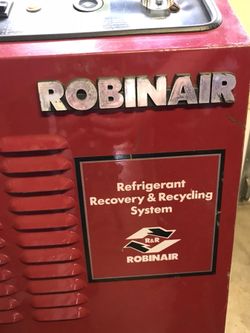 ROBINAIR
Refrigerant
Recovery & Recycling
System
R&R
ROBINAIR